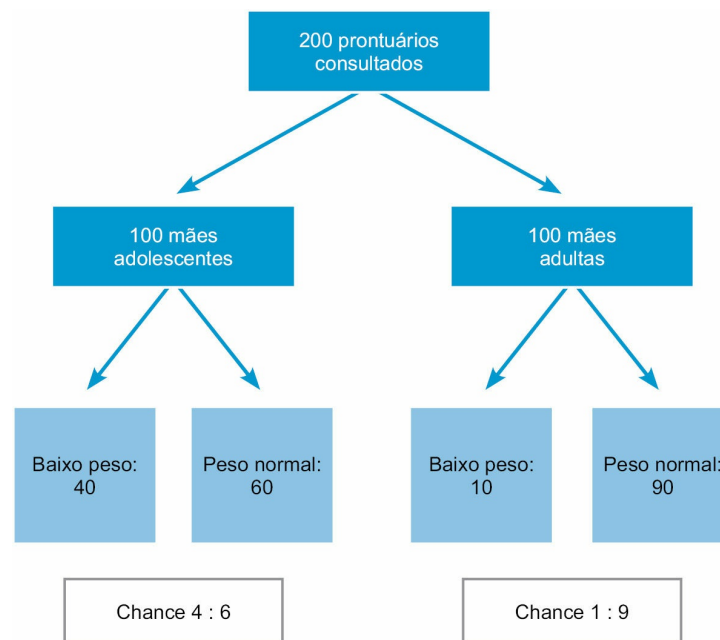 200 prontuários
consultados
100 mães
adolescentes
100 mães
adultas
Baixo peso:
40
Peso normal:
60
Baixo peso:
10
Peso normal:
90
Chance 4 : 6
Chance 1 : 9